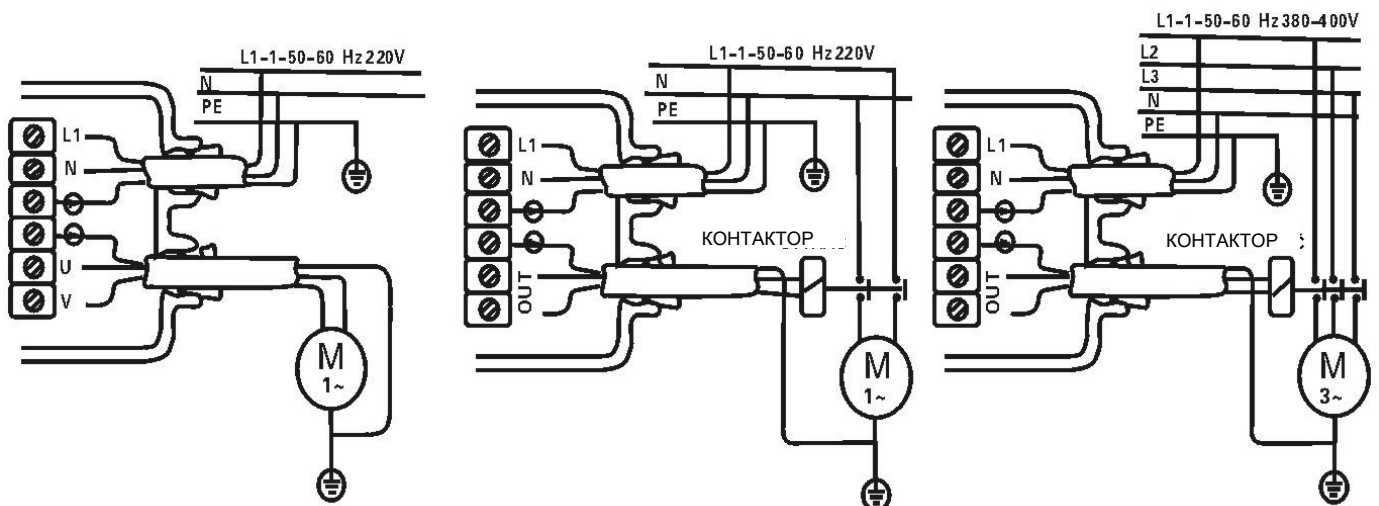 L1-1-50-60 Hz 220V
N
PE
L1
N
U
V
M
1~
L1-1-50-60 Hz 220V
N
PE
L1
N
КОНТАКТОР
OUT
M
1~
L1-1-50-60 Hz 380-400V
L2
L3
N
PE
L1
N
КОНТАКТОР
OUT
M
3~